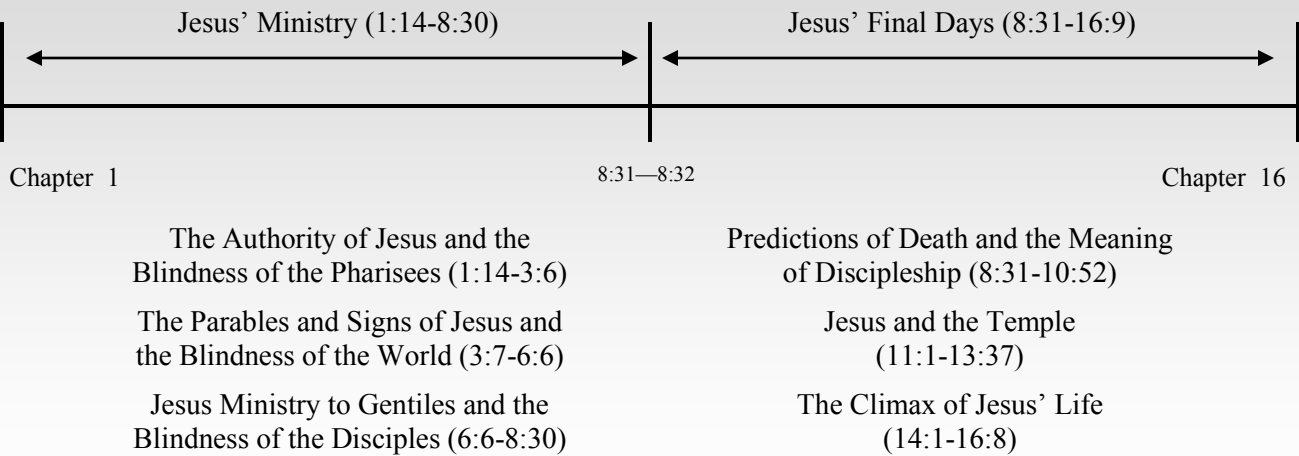 Jesus’ Ministry (1:14-8:30)
Jesus’ Final Days (8:31-16:9)
Chapter 1
8:31—8:32
Chapter 16
The Authority of Jesus and the
Blindness of the Pharisees (1:14-3:6)
The Parables and Signs of Jesus and
the Blindness of the World (3:7-6:6)
Jesus Ministry to Gentiles and the
Blindness of the Disciples (6:6-8:30)
Predictions of Death and the Meaning
of Discipleship (8:31-10:52)
Jesus and the Temple
(11:1-13:37)
The Climax of Jesus’ Life
(14:1-16:8)